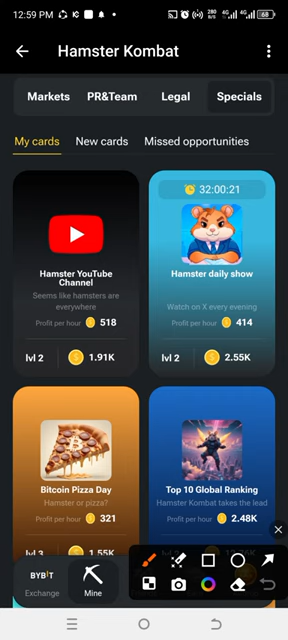 12:59 PM
280
B/s
4G
4G
68
Hamster Kombat
Markets
PR&Team
Legal
Specials
My cards
New cards
Missed opportunities
32:00:21
Hamster YouTube
Channel
Seems like hamsters are
everywhere
Profit per hour
518
lvl 2
1.91K
Hamster daily show
Watch on X every evening
Profit per hour
414
lvl 2
2.55K
Bitcoin Pizza Day
Hamster or pizza?
Profit per hour
321
lvl 3
1.55K
Top 10 Global Ranking
Hamster Kombat takes the lead
Profit per hour
2.48K
BYBIT
Exchange
Mine